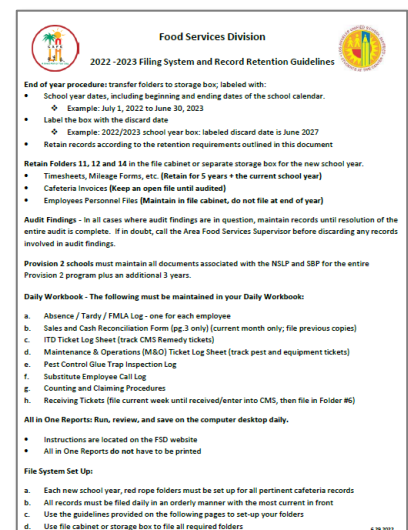 Food Services Division
2022 -2023 Filing System and Record Retention Guidelines
End of year procedure: transfer folders to storage box; labeled with:
• School year dates, including beginning and ending dates of the school calendar.
❖ Example: July 1, 2022 to June 30, 2023
• Label the box with the discard date
❖ Example: 2022/2023 school year box: labeled discard date is June 2027
• Retain records according to the retention requirements outlined in this document
Retain Folders 11, 12 and 14 in the file cabinet or separate storage box for the new school year.
• Timesheets, Mileage Forms, etc. (Retain for 5 years + the current school year)
• Cafeteria Invoices (Keep an open file until audited)
• Employees Personnel Files (Maintain in file cabinet, do not file at end of year)
Audit Findings - In all cases where audit findings are in question, maintain records until resolution of the
entire audit is complete. If in doubt, call the Area Food Services Supervisor before discarding any records
involved in audit findings.
Provision 2 schools must maintain all documents associated with the NSLP and SBP for the entire
Provision 2 program plus an additional 3 years.
Daily Workbook - The following must be maintained in your Daily Workbook:
a. Absence / Tardy / FMLA Log - one for each employee
b. Sales and Cash Reconciliation Form (pg.3 only) (current month only; file previous copies)
c. ITD Ticket Log Sheet (track CMS Remedy tickets)
d. Maintenance & Operations (M&O) Ticket Log Sheet (track pest and equipment tickets)
e. Pest Control Glue Trap Inspection Log
f. Substitute Employee Call Log
g. Counting and Claiming Procedures
h. Receiving Tickets (file current week until received/enter into CMS, then file in Folder #6)
All in One Reports: Run, review, and save on the computer desktop daily.
• Instructions are located on the FSD website
• All in One Reports do not have to be printed
File System Set Up:
a. Each new school year, red rope folders must be set up for all pertinent cafeteria records
b. All records must be filed daily in an orderly manner with the most current in front
c. Use the guidelines provided on the following pages to set-up your folders
d. Use file cabinet or storage box to file all required folders